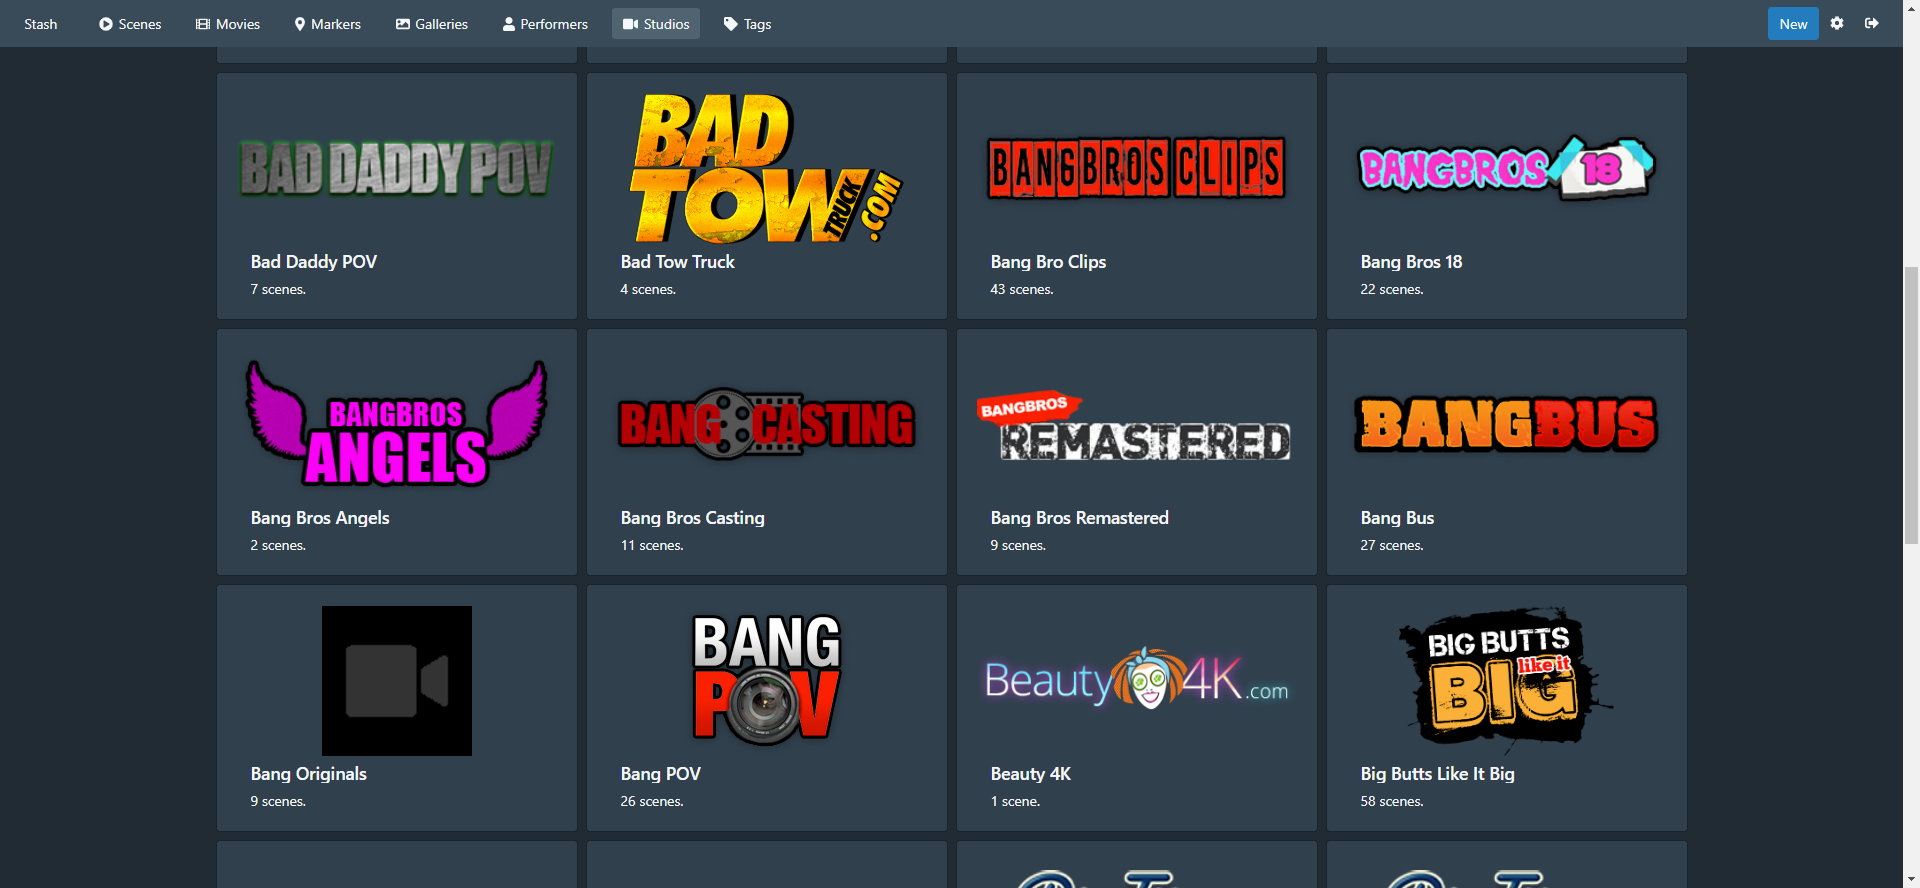 Stash Scenes Movies Markers Galleries Performers Studios Tags New
BAD DADDY POV
BAD
TOW
TRUCK
.COM
BANGBROS CLIPS
BANGBROS 18
Bad Daddy POV
7 scenes.
Bad Tow Truck
4 scenes.
Bang Bro Clips
43 scenes.
Bang Bros 18
22 scenes.
BANGBROS
ANGELS
BANG CASTING
BANGBROS
REMASTERED
BANGBUS
Bang Bros Angels
2 scenes.
Bang Bros Casting
11 scenes.
Bang Bros Remastered
9 scenes.
Bang Bus
27 scenes.
BANG
POV
Beauty 4K .com
BIG BUTTS
like it
BIG
Bang Originals
9 scenes.
Bang POV
26 scenes.
Beauty 4K
1 scene.
Big Butts Like It Big
58 scenes.